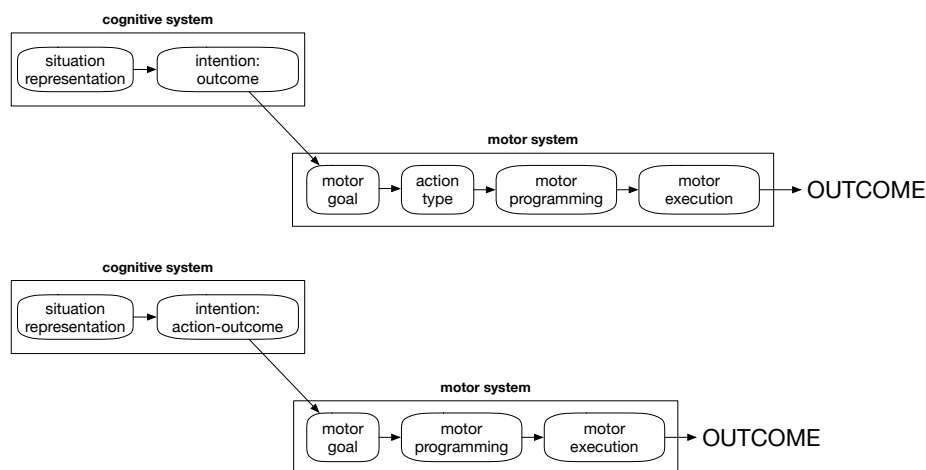 cognitive system
situation
representation
intention:
outcome
motor system
motor
goal
action
type
motor
programming
motor
execution
OUTCOME
cognitive system
situation
representation
intention:
action-outcome
motor system
motor
goal
motor
programming
motor
execution
OUTCOME